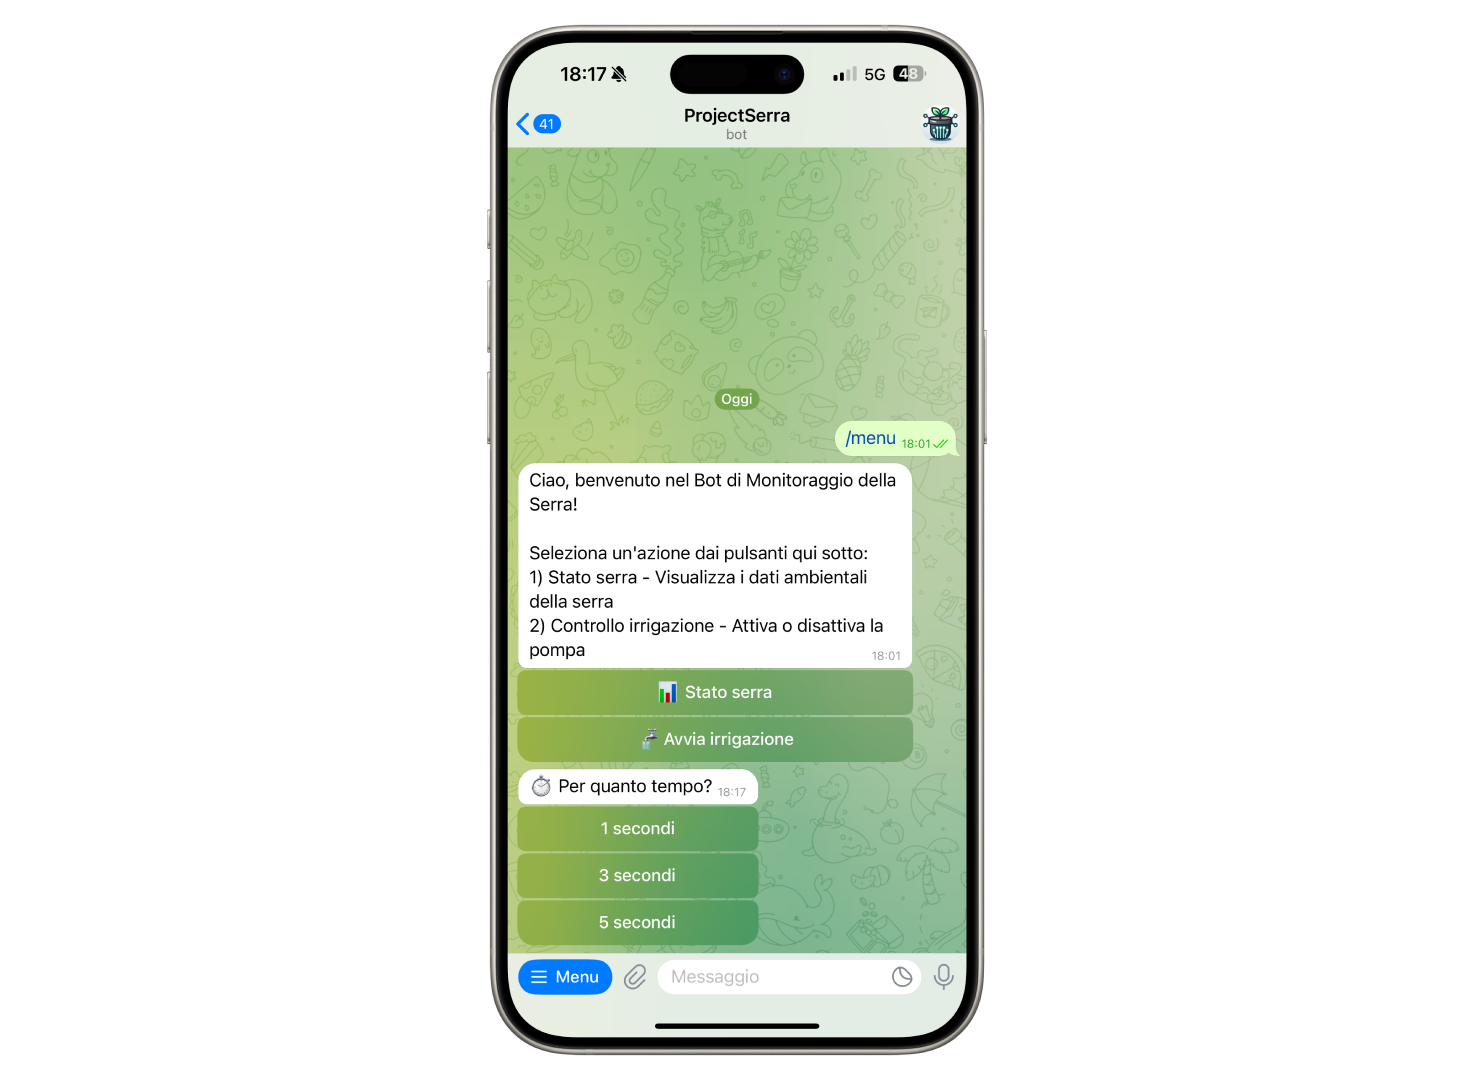 18:17
5G
48
41
ProjectSerra
bot
Oggi
/menu 18:01
Ciao, benvenuto nel Bot di Monitoraggio della
Serra!
Seleziona un'azione dai pulsanti qui sotto:
1) Stato serra - Visualizza i dati ambientali
della serra
2) Controllo irrigazione - Attiva o disattiva la
pompa
18:01
Stato serra
Avvia irrigazione
Per quanto tempo? 18:17
1 secondi
3 secondi
5 secondi
Menu
Messaggio